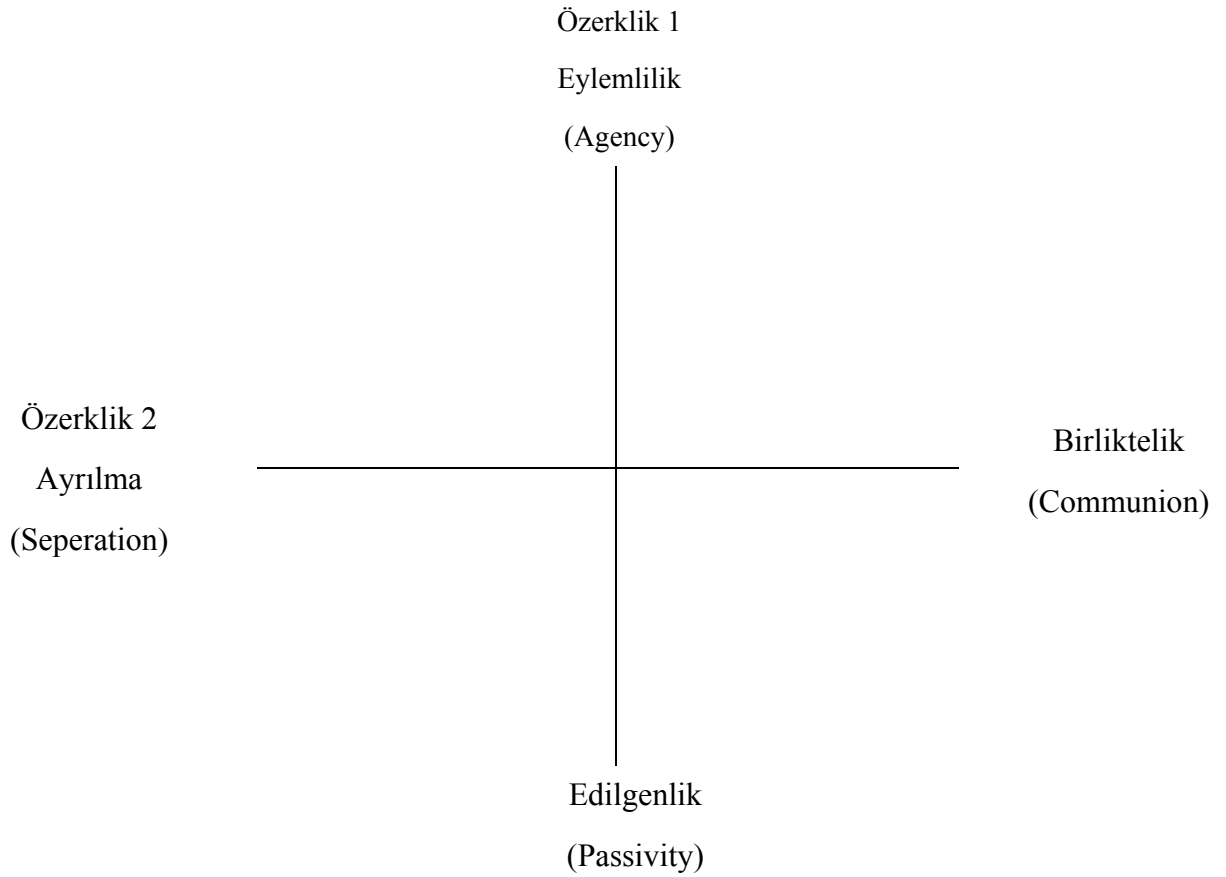 Özerklik 1
Eylemlilik
(Agency)
Özerklik 2
Ayrılma
(Seperation)
Birliktelik
(Communion)
Edilgenlik
(Passivity)